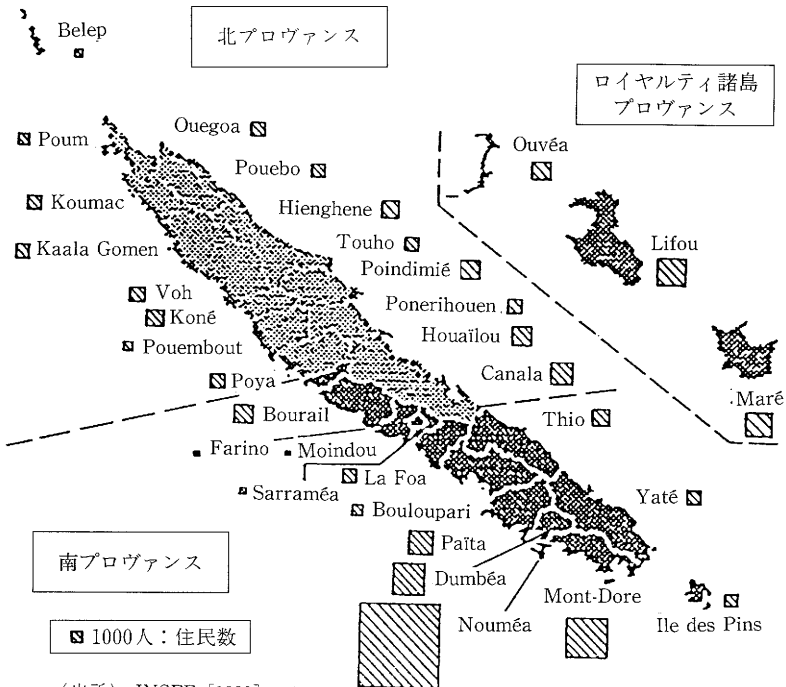 Belep
北プロヴァンス
ロイヤルティ諸島
プロヴァンス
Poum
Ouegoa
Ouvéa
Pouebo
Koumac
Hienghene
Lifou
Kaala Gomen
Touho
Poindimié
Voh
Ponerihouen
Koné
Houaïlou
Pouembout
Canala
Poya
Maré
Bourail
Thio
Farino
Moindou
La Foa
Sarraméa
Yaté
Bouloupari
Païta
南プロヴァンス
Dumbéa
Mont-Dore
Nouméa
Ile des Pins
1000人：住民数